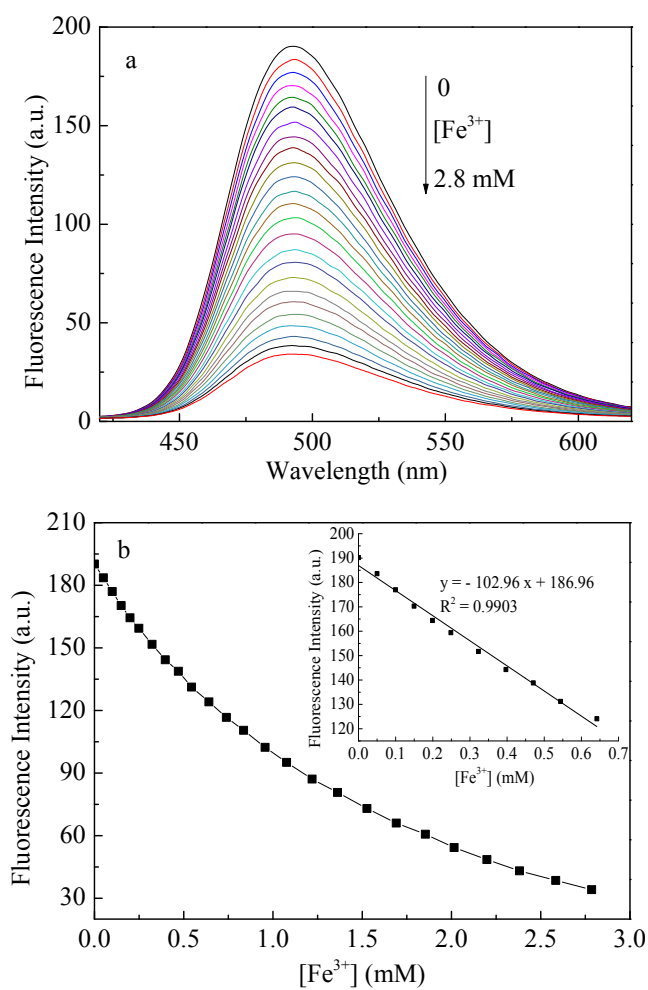 a
0
[Fe³⁺]
2.8 mM
200
150
100
50
0
Fluorescence Intensity (a.u.)
450 500 550 600
Wavelength (nm)
b
210
180
150
120
90
60
30
Fluorescence Intensity (a.u.)
0.0 0.5 1.0 1.5 2.0 2.5 3.0
[Fe³⁺] (mM)
200
190
180
170
160
150
140
130
120
Fluorescence Intensity (a.u.)
y = - 102.96 x + 186.96
R² = 0.9903
0.0 0.1 0.2 0.3 0.4 0.5 0.6 0.7
[Fe³⁺] (mM)